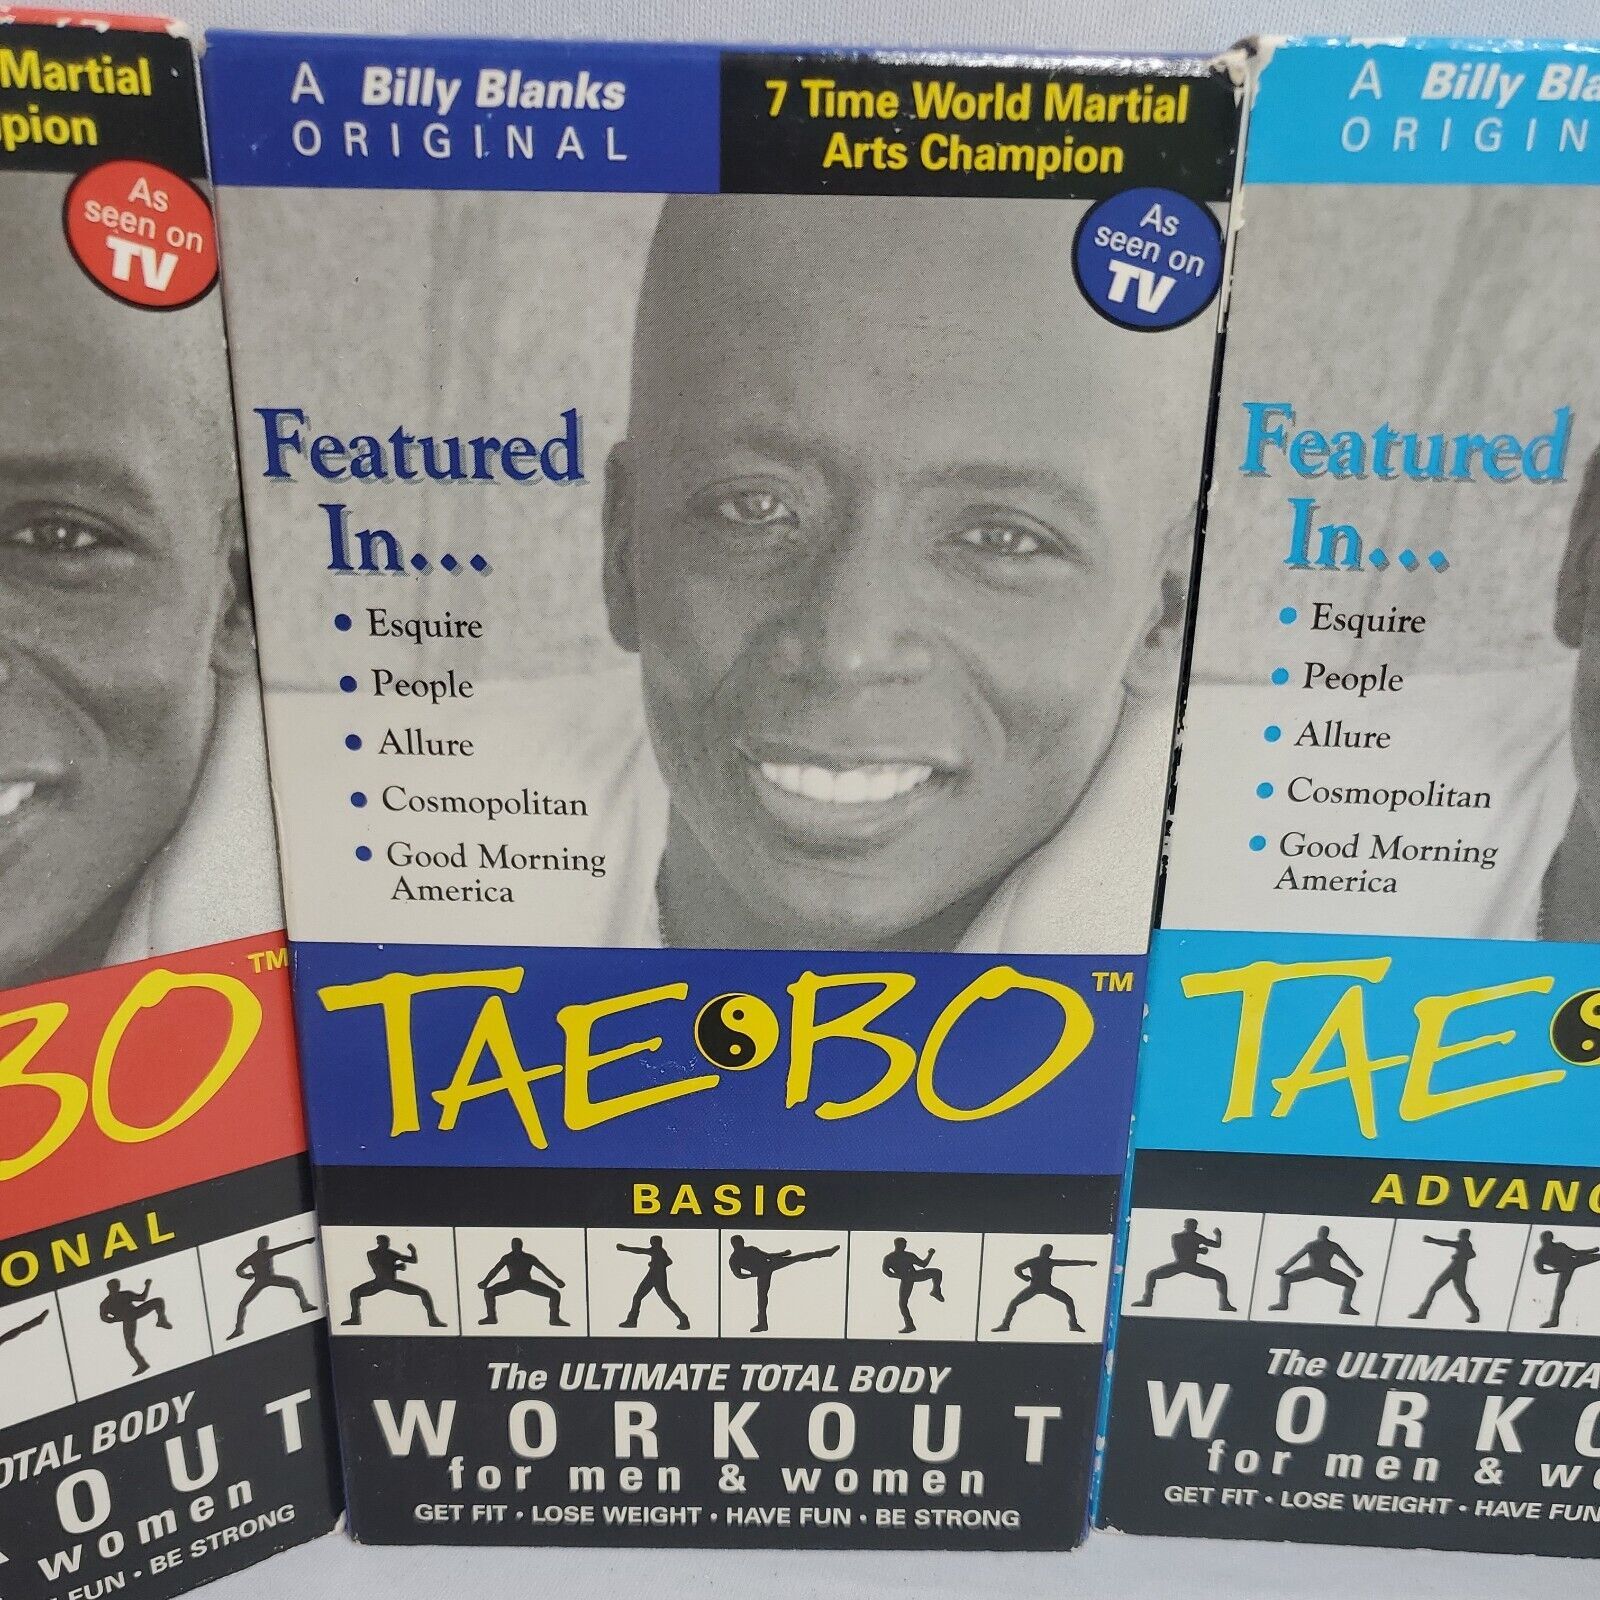 Martial
pion
As
seen on
TV
BO™
ONAL
OTAL BODY
OUT
women
FUN • BE STRONG
A Billy Blanks
ORIGINAL
7 Time World Martial
Arts Champion
As
seen on
TV
Featured
In...
• Esquire
• People
• Allure
• Cosmopolitan
• Good Morning
America
TAE BO™
BASIC
The ULTIMATE TOTAL BODY
WORKOUT
for men & women
GET FIT • LOSE WEIGHT • HAVE FUN • BE STRONG
A Billy Bla
ORIGIN
Featured
In...
• Esquire
• People
• Allure
• Cosmopolitan
• Good Morning
America
TAE
ADVANC
The ULTIMATE TOTA
WORKO
for men & wo
GET FIT • LOSE WEIGHT • HAVE FUN